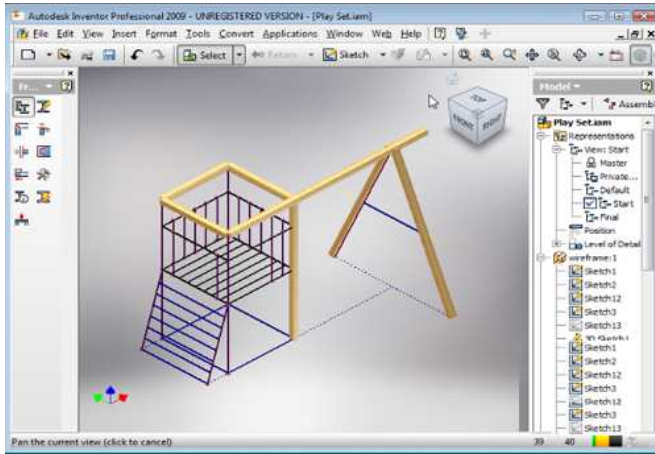 Autodesk Inventor Professional 2009 - UNREGISTERED VERSION - [Play Set.iam]
File Edit View Insert Format Tools Convert Applications Window Web Help
Select Return Sketch
Fr...
Model
Assembl
Play Set.iam
Representations
View: Start
Master
Private...
Default
Start
Final
Position
Level of Detail
wireframe:1
Sketch1
Sketch2
Sketch12
Sketch3
Sketch13
3D Sketch1
Sketch1
Sketch2
Sketch12
Sketch3
Sketch12
Sketch3
Sketch13
TOP
FRONT RIGHT
Pan the current view (click to cancel) 39 40